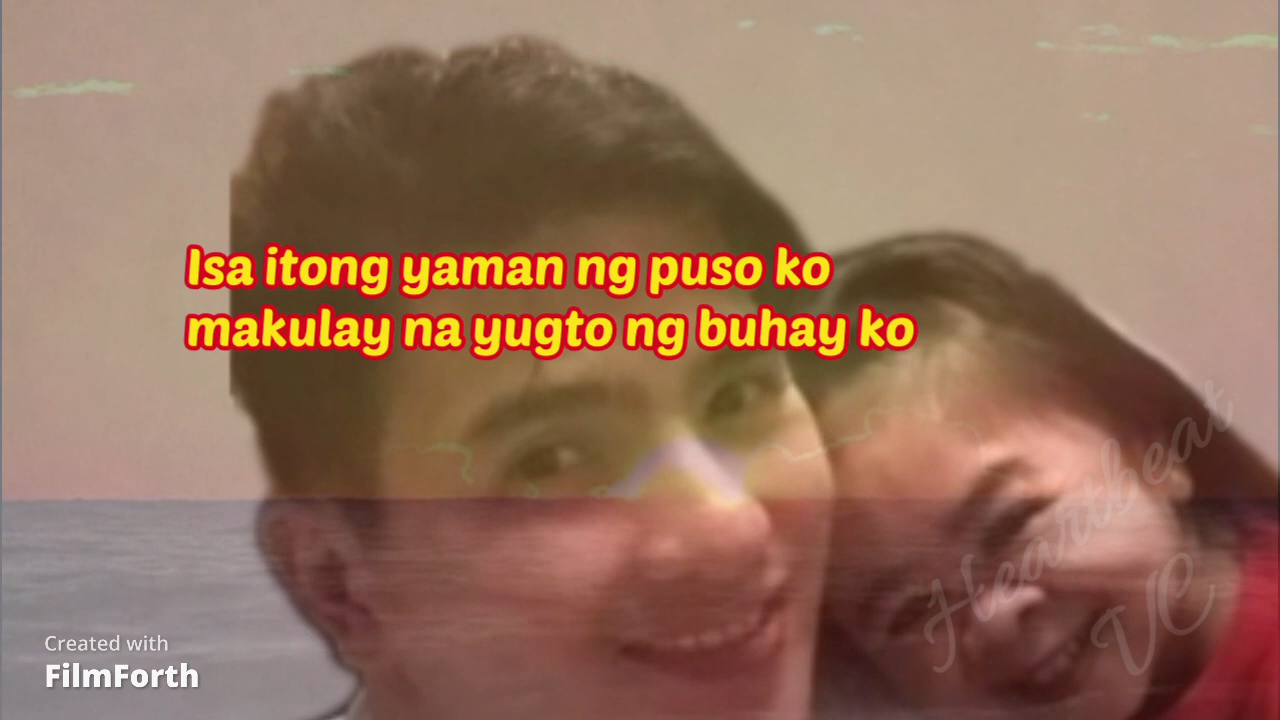 Isa itong yaman ng puso ko
makulay na yugto ng buhay ko
Heartbeat
VC
Created with
FilmForth